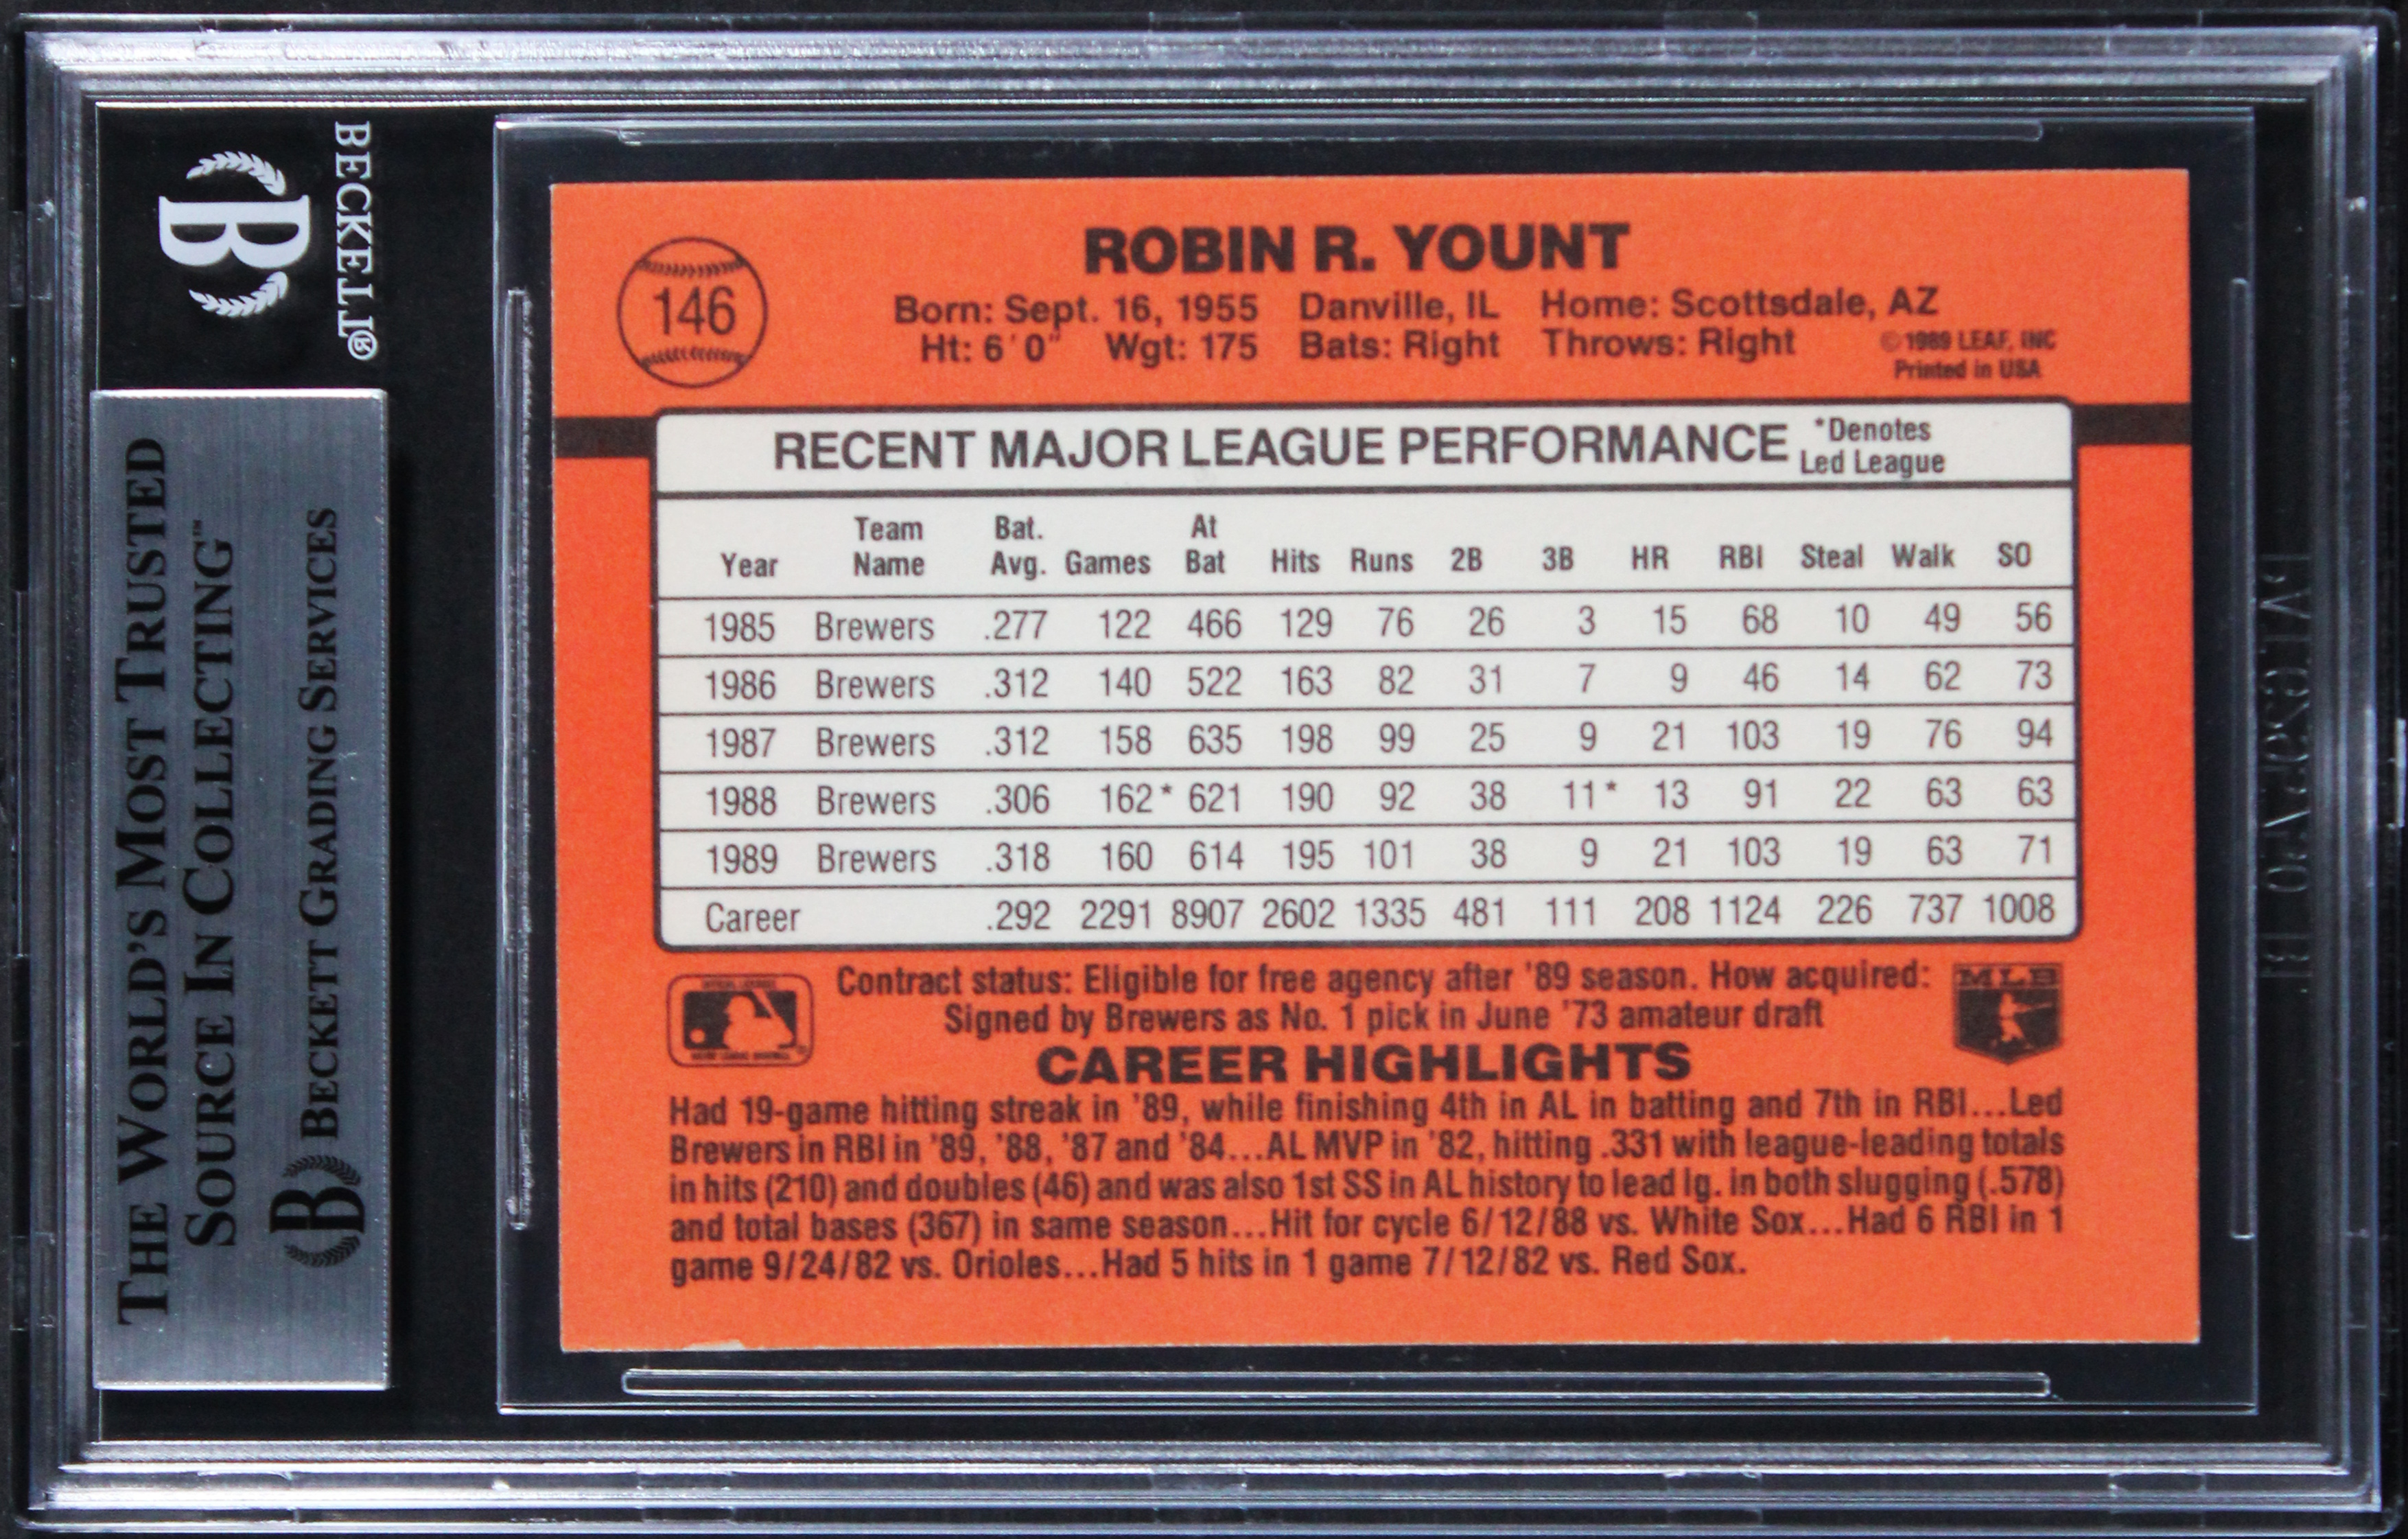 BECKETT®
B
THE WORLD'S MOST TRUSTED
SOURCE IN COLLECTING™
B BECKETT GRADING SERVICES
146
ROBIN R. YOUNT
Born: Sept. 16, 1955 Danville, IL Home: Scottsdale, AZ
Ht: 6'0" Wgt: 175 Bats: Right Throws: Right
©1989 LEAF, INC
Printed in USA
RECENT MAJOR LEAGUE PERFORMANCE *Denotes Led League
Year Team Name Bat. Avg. Games At Bat Hits Runs 2B 3B HR RBI Steal Walk SO
1985 Brewers .277 122 466 129 76 26 3 15 68 10 49 56
1986 Brewers .312 140 522 163 82 31 7 9 46 14 62 73
1987 Brewers .312 158 635 198 99 25 9 21 103 19 76 94
1988 Brewers .306 162* 621 190 92 38 11* 13 91 22 63 63
1989 Brewers .318 160 614 195 101 38 9 21 103 19 63 71
Career .292 2291 8907 2602 1335 481 111 208 1124 226 737 1008
Contract status: Eligible for free agency after '89 season. How acquired:
Signed by Brewers as No. 1 pick in June '73 amateur draft
MLB
CAREER HIGHLIGHTS
Had 19-game hitting streak in '89, while finishing 4th in AL in batting and 7th in RBI...Led
Brewers in RBI in '89, '88, '87 and '84...AL MVP in '82, hitting .331 with league-leading totals
in hits (210) and doubles (46) and was also 1st SS in AL history to lead lg. in both slugging (.578)
and total bases (367) in same season...Hit for cycle 6/12/88 vs. White Sox...Had 6 RBI in 1
game 9/24/82 vs. Orioles...Had 5 hits in 1 game 7/12/82 vs. Red Sox.